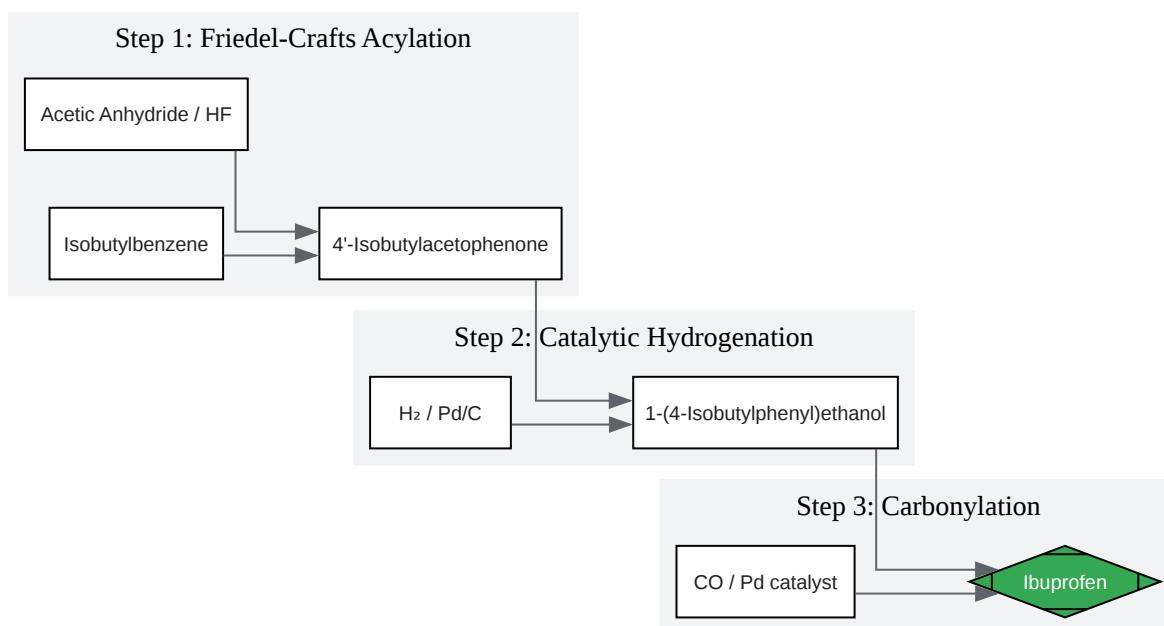 Step 1: Friedel-Crafts Acylation
Acetic Anhydride / HF
Isobutylbenzene
4'-Isobutylacetophenone
Step 2: Catalytic Hydrogenation
H₂ / Pd/C
1-(4-Isobutylphenyl)ethanol
Step 3: Carbonylation
CO / Pd catalyst
Ibuprofen